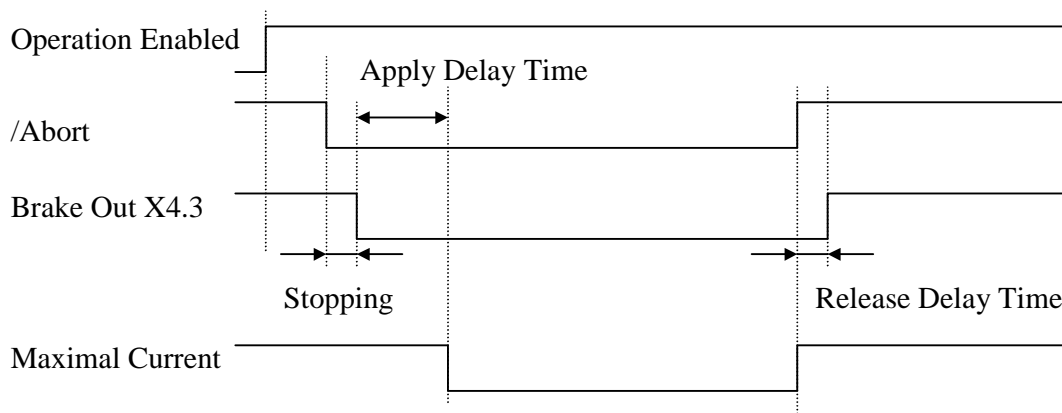 Operation Enabled
Apply Delay Time
/Abort
Brake Out X4.3
Stopping
Release Delay Time
Maximal Current